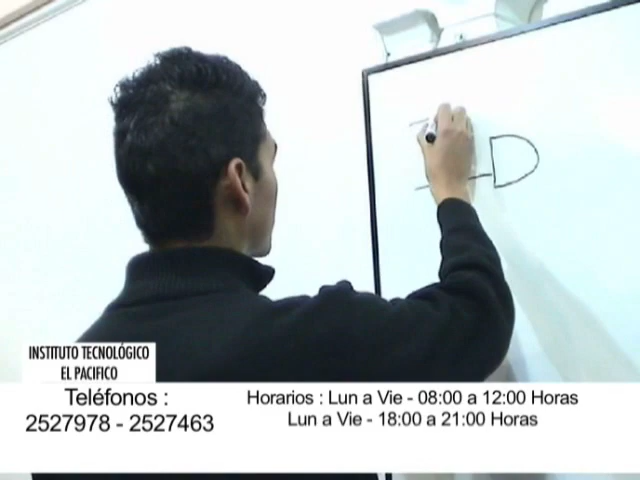 INSTITUTO TECNOLÓGICO
EL PACIFICO
Teléfonos :
2527978 - 2527463
Horarios : Lun a Vie - 08:00 a 12:00 Horas
Lun a Vie - 18:00 a 21:00 Horas